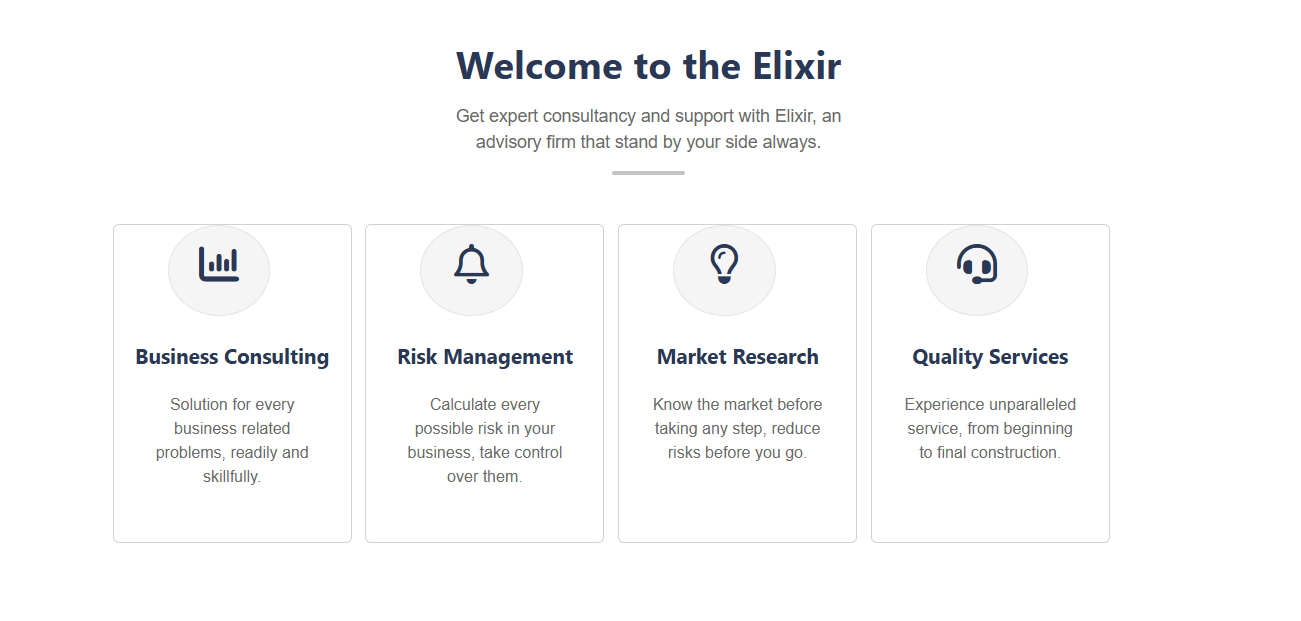 Welcome to the Elixir
Get expert consultancy and support with Elixir, an
advisory firm that stand by your side always.
Business Consulting
Solution for every
business related
problems, readily and
skillfully.
Risk Management
Calculate every
possible risk in your
business, take control
over them.
Market Research
Know the market before
taking any step, reduce
risks before you go.
Quality Services
Experience unparalleled
service, from beginning
to final construction.